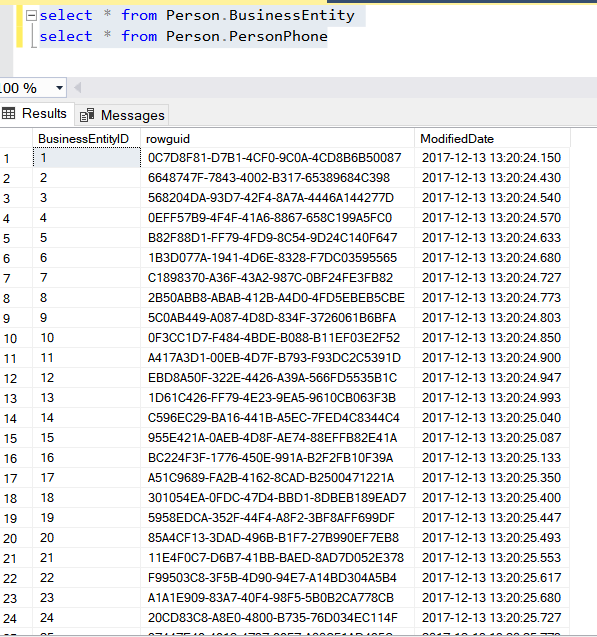 select * from Person.BusinessEntity
select * from Person.PersonPhone
100 %
Results Messages
BusinessEntityID rowguid ModifiedDate
1 1 0C7D8F81-D7B1-4CF0-9C0A-4CD8B6B50087 2017-12-13 13:20:24.150
2 2 6648747F-7843-4002-B317-65389684C398 2017-12-13 13:20:24.430
3 3 568204DA-93D7-42F4-8A7A-4446A144277D 2017-12-13 13:20:24.540
4 4 0EFF57B9-4F4F-41A6-8867-658C199A5FC0 2017-12-13 13:20:24.570
5 5 B82F88D1-FF79-4FD9-8C54-9D24C140F647 2017-12-13 13:20:24.633
6 6 1B3D077A-1941-4D6E-8328-F7DC03595565 2017-12-13 13:20:24.680
7 7 C1898370-A36F-43A2-987C-0BF24FE3FB82 2017-12-13 13:20:24.727
8 8 2B50ABB8-ABAB-412B-A4D0-4FD5EBEB5CBE 2017-12-13 13:20:24.773
9 9 5C0AB449-A087-4D8D-834F-3726061B6BFA 2017-12-13 13:20:24.803
10 10 0F3CC1D7-F484-4BDE-B088-B11EF03E2F52 2017-12-13 13:20:24.850
11 11 A417A3D1-00EB-4D7F-B793-F93DC2C5391D 2017-12-13 13:20:24.900
12 12 EBD8A50F-322E-4426-A39A-566FD5535B1C 2017-12-13 13:20:24.947
13 13 1D61C426-FF79-4E23-9EA5-9610CB063F3B 2017-12-13 13:20:24.993
14 14 C596EC29-BA16-441B-A5EC-7FED4C8344C4 2017-12-13 13:20:25.040
15 15 955E421A-0AEB-4D8F-AE74-88EFFB82E41A 2017-12-13 13:20:25.087
16 16 BC224F3F-1776-450E-991A-B2F2FB10F39A 2017-12-13 13:20:25.133
17 17 A51C9689-FA2B-4162-8CAD-B2500471221A 2017-12-13 13:20:25.350
18 18 301054EA-0FDC-47D4-BBD1-8DBEB189EAD7 2017-12-13 13:20:25.400
19 19 5958EDCA-352F-44F4-A8F2-3BF8AFF699DF 2017-12-13 13:20:25.447
20 20 85A4CF13-3DAD-496B-B1F7-27B990EF7EB8 2017-12-13 13:20:25.493
21 21 11E4F0C7-D6B7-41BB-BAED-8AD7D052E378 2017-12-13 13:20:25.553
22 22 F99503C8-3F5B-4D90-94E7-A14BD304A5B4 2017-12-13 13:20:25.617
23 23 A1A1E909-83A7-40F4-98F5-5B0B2CA778CB 2017-12-13 13:20:25.680
24 24 20CD83C8-A8E0-4800-B735-76D034EC114F 2017-12-13 13:20:25.727